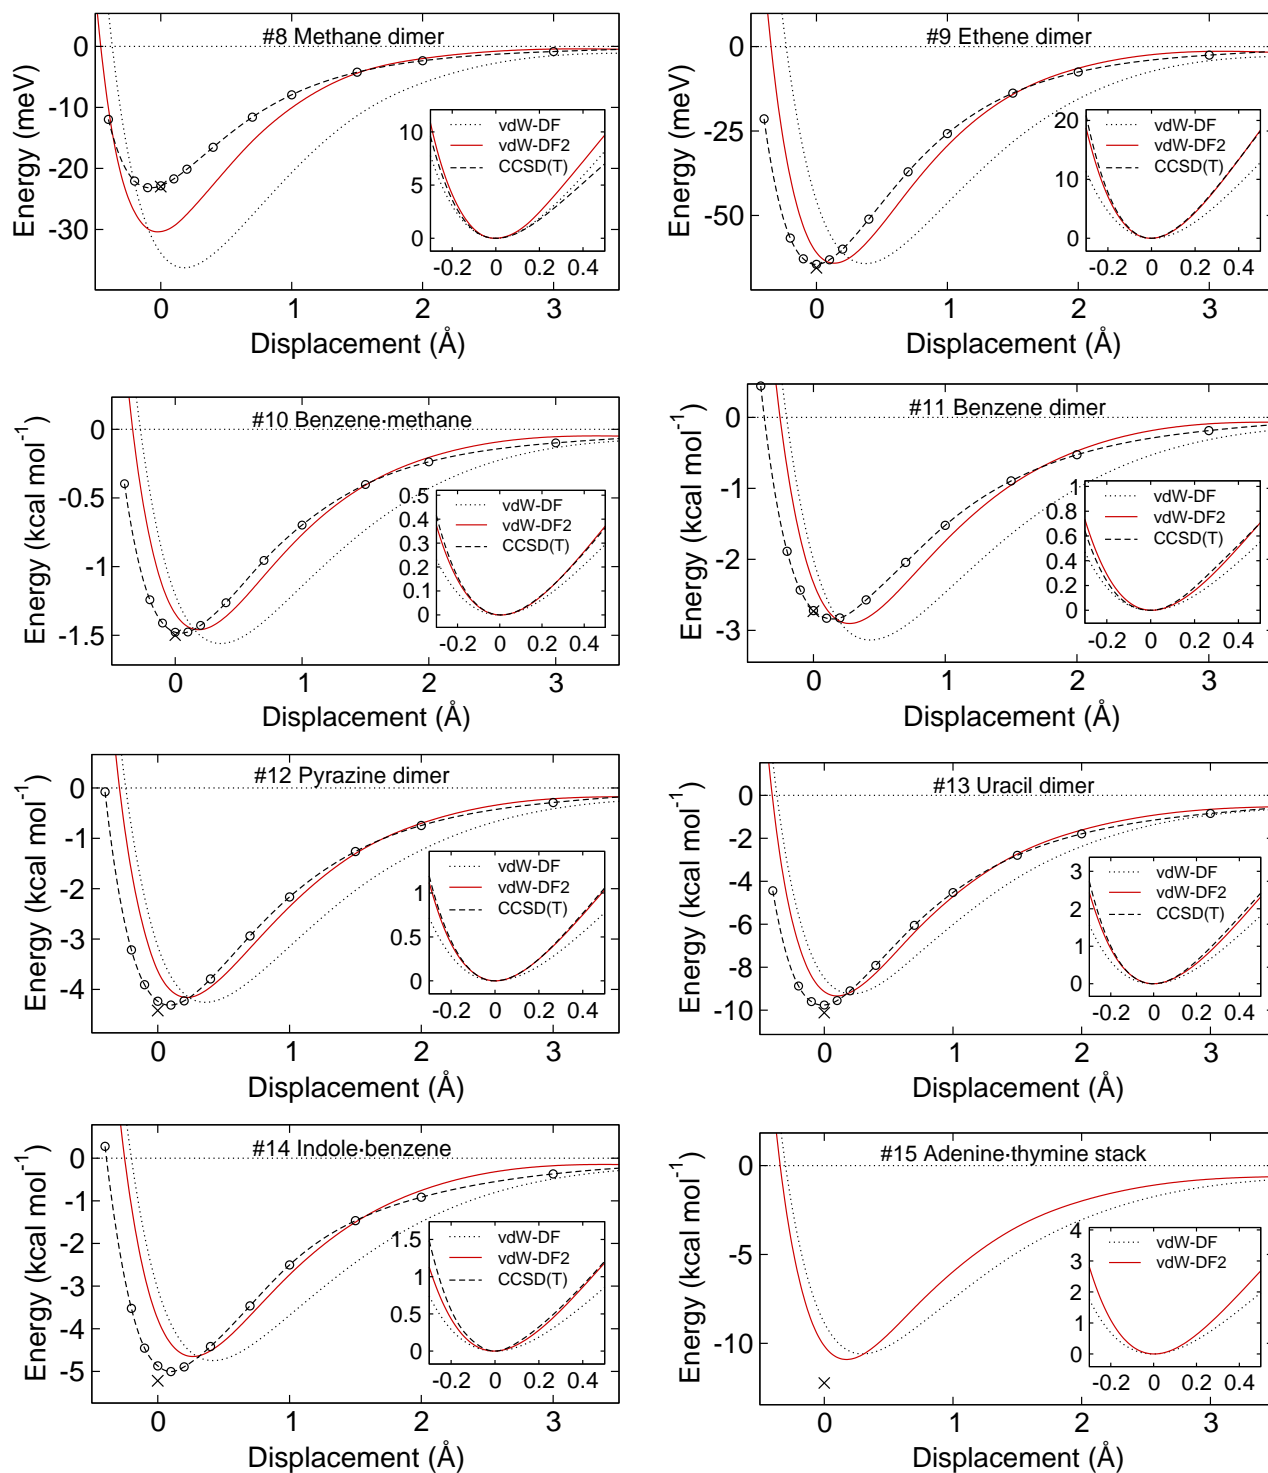 #8 Methane dimer
Energy (meV)
0
-10
-20
-30
0 1 2 3
Displacement (Å)
vdW-DF
vdW-DF2
CCSD(T)
10
5
0
-0.2 0 0.2 0.4
#9 Ethene dimer
Energy (meV)
0
-25
-50
0 1 2 3
Displacement (Å)
vdW-DF
vdW-DF2
CCSD(T)
20
10
0
-0.2 0 0.2 0.4
#10 Benzene·methane
Energy (kcal mol⁻¹)
0
-0.5
-1
-1.5
0 1 2 3
Displacement (Å)
vdW-DF
vdW-DF2
CCSD(T)
0.5
0.4
0.3
0.2
0.1
0
-0.2 0 0.2 0.4
#11 Benzene dimer
Energy (kcal mol⁻¹)
0
-1
-2
-3
0 1 2 3
Displacement (Å)
vdW-DF
vdW-DF2
CCSD(T)
1
0.8
0.6
0.4
0.2
0
-0.2 0 0.2 0.4
#12 Pyrazine dimer
Energy (kcal mol⁻¹)
0
-1
-2
-3
-4
0 1 2 3
Displacement (Å)
vdW-DF
vdW-DF2
CCSD(T)
1
0.5
0
-0.2 0 0.2 0.4
#13 Uracil dimer
Energy (kcal mol⁻¹)
0
-2
-4
-6
-8
-10
0 1 2 3
Displacement (Å)
vdW-DF
vdW-DF2
CCSD(T)
3
2
1
0
-0.2 0 0.2 0.4
#14 Indole·benzene
Energy (kcal mol⁻¹)
0
-1
-2
-3
-4
-5
0 1 2 3
Displacement (Å)
vdW-DF
vdW-DF2
CCSD(T)
1.5
1
0.5
0
-0.2 0 0.2 0.4
#15 Adenine·thymine stack
Energy (kcal mol⁻¹)
0
-5
-10
0 1 2 3
Displacement (Å)
vdW-DF
vdW-DF2
4
3
2
1
0
-0.2 0 0.2 0.4